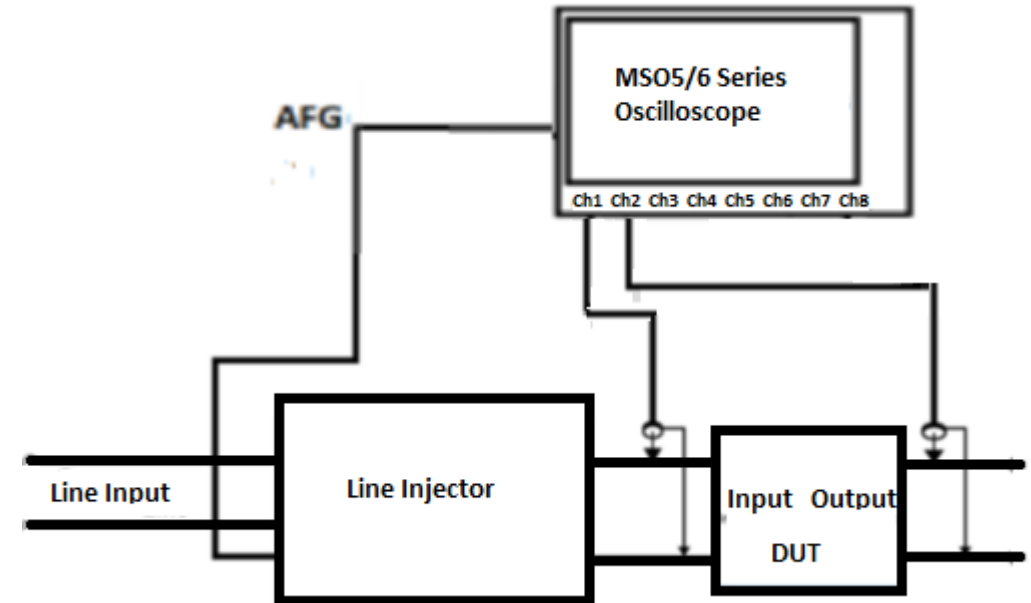 MSO5/6 Series
Oscilloscope
AFG
Ch1 Ch2 Ch3 Ch4 Ch5 Ch6 Ch7 Ch8
Line Input
Line Injector
Input Output
DUT